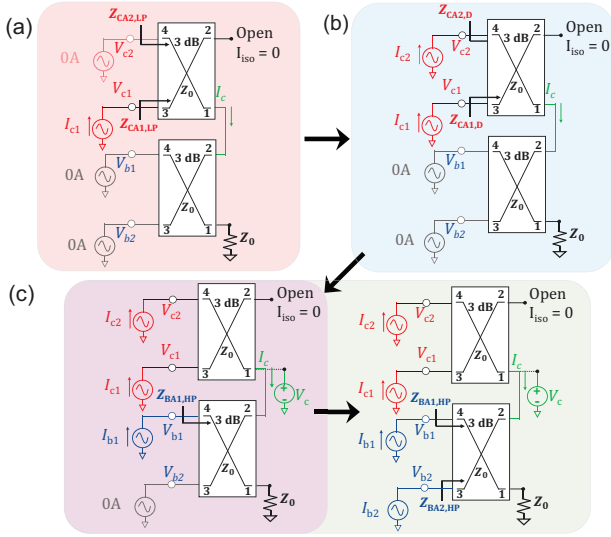 (a)
Z_CA2,LP
4 2
3 dB
Open
I_iso = 0
0A
V_c2
V_c1
Z_0
I_c
3 1
I_c1
Z_CA1,LP
4 2
3 dB
V_b1
0A
Z_0
V_b2
3 1
0A
Z_0
(b)
Z_CA2,D
4 2
3 dB
Open
I_iso = 0
I_c2
V_c2
V_c1
Z_0
I_c
3 1
I_c1
Z_CA1,D
4 2
3 dB
V_b1
0A
Z_0
V_b2
3 1
0A
Z_0
(c)
4 2
3 dB
Open
I_iso = 0
I_c2
V_c2
V_c1
Z_0
I_c
3 1
I_c1
V_c
Z_BA1,HP
4 2
3 dB
I_b1
V_b1
Z_0
V_b2
3 1
0A
Z_0
4 2
3 dB
Open
I_iso = 0
I_c2
V_c2
V_c1
Z_0
I_c
3 1
I_c1
V_c
Z_BA1,HP
4 2
3 dB
I_b1
V_b1
Z_0
V_b2
3 1
I_b2
Z_BA2,HP
Z_0